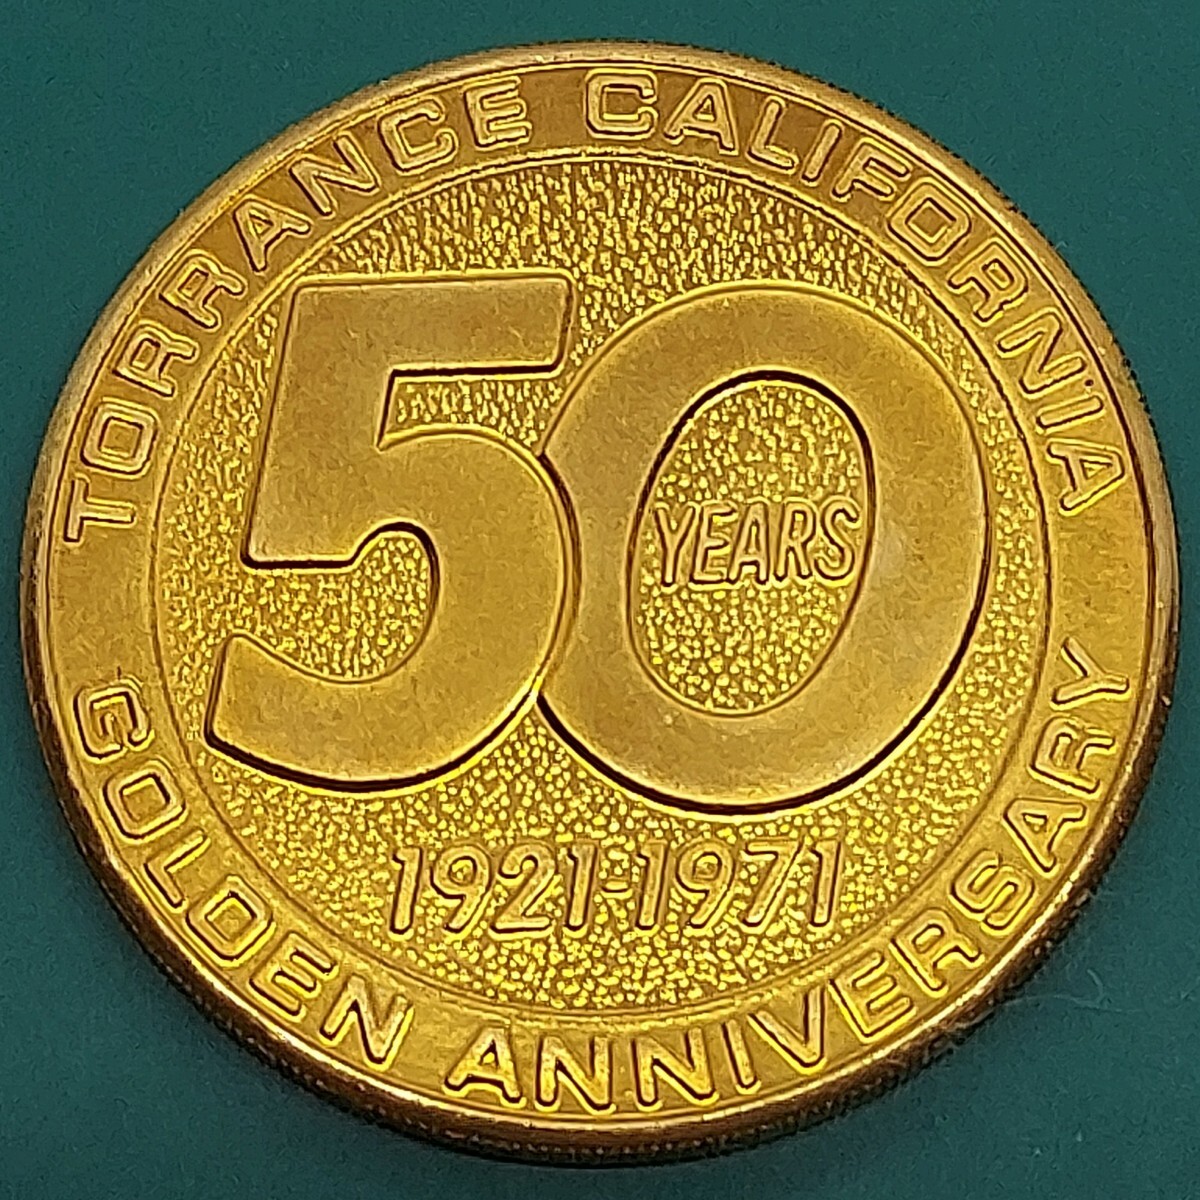 TORRANCE CALIFORNIA
50
YEARS
1921-1971
GOLDEN ANNIVERSARY